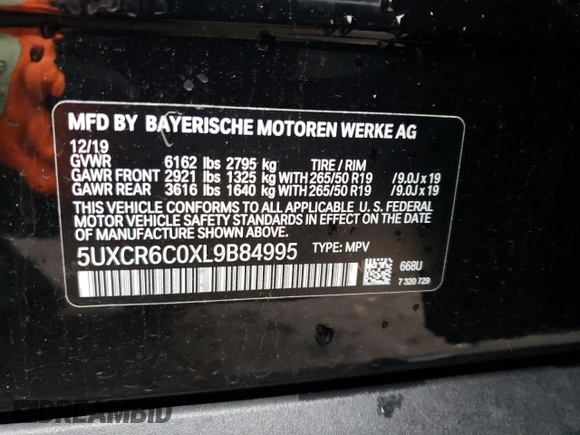 MFD BY BAYERISCHE MOTOREN WERKE AG
12/19
GVWR 6162 lbs 2795 kg TIRE / RIM
GAWR FRONT 2921 lbs 1325 kg WITH 265/50 R19 / 9.0J x 19
GAWR REAR 3616 lbs 1640 kg WITH 265/50 R19 / 9.0J x 19
THIS VEHICLE CONFORMS TO ALL APPLICABLE U. S. FEDERAL
MOTOR VEHICLE SAFETY STANDARDS IN EFFECT ON THE DATE
OF MANUFACTURE SHOWN ABOVE.
5UXCR6C0XL9B84995 TYPE: MPV
668U
7 320 729